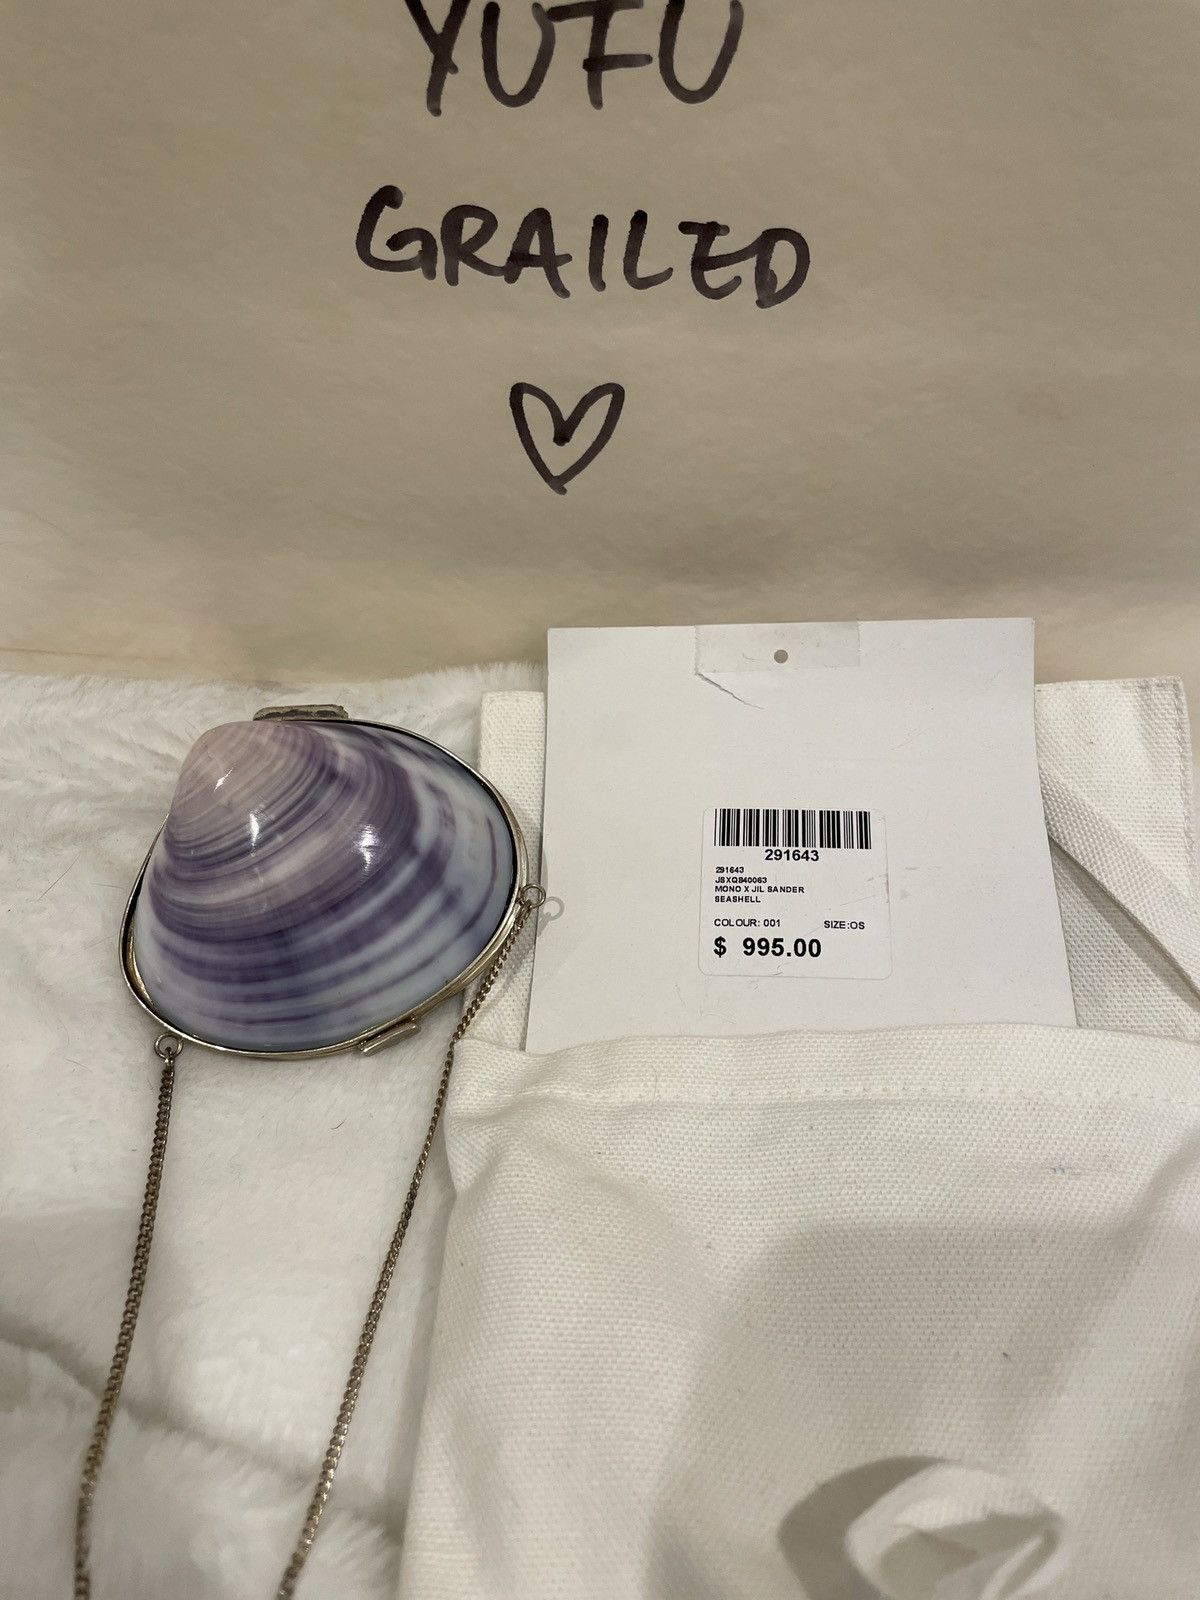 YUFU
GRAILED
291643
291643
JSXQ840063
MONO X JIL SANDER
SEASHELL
COLOUR: 001 SIZE:OS
$ 995.00